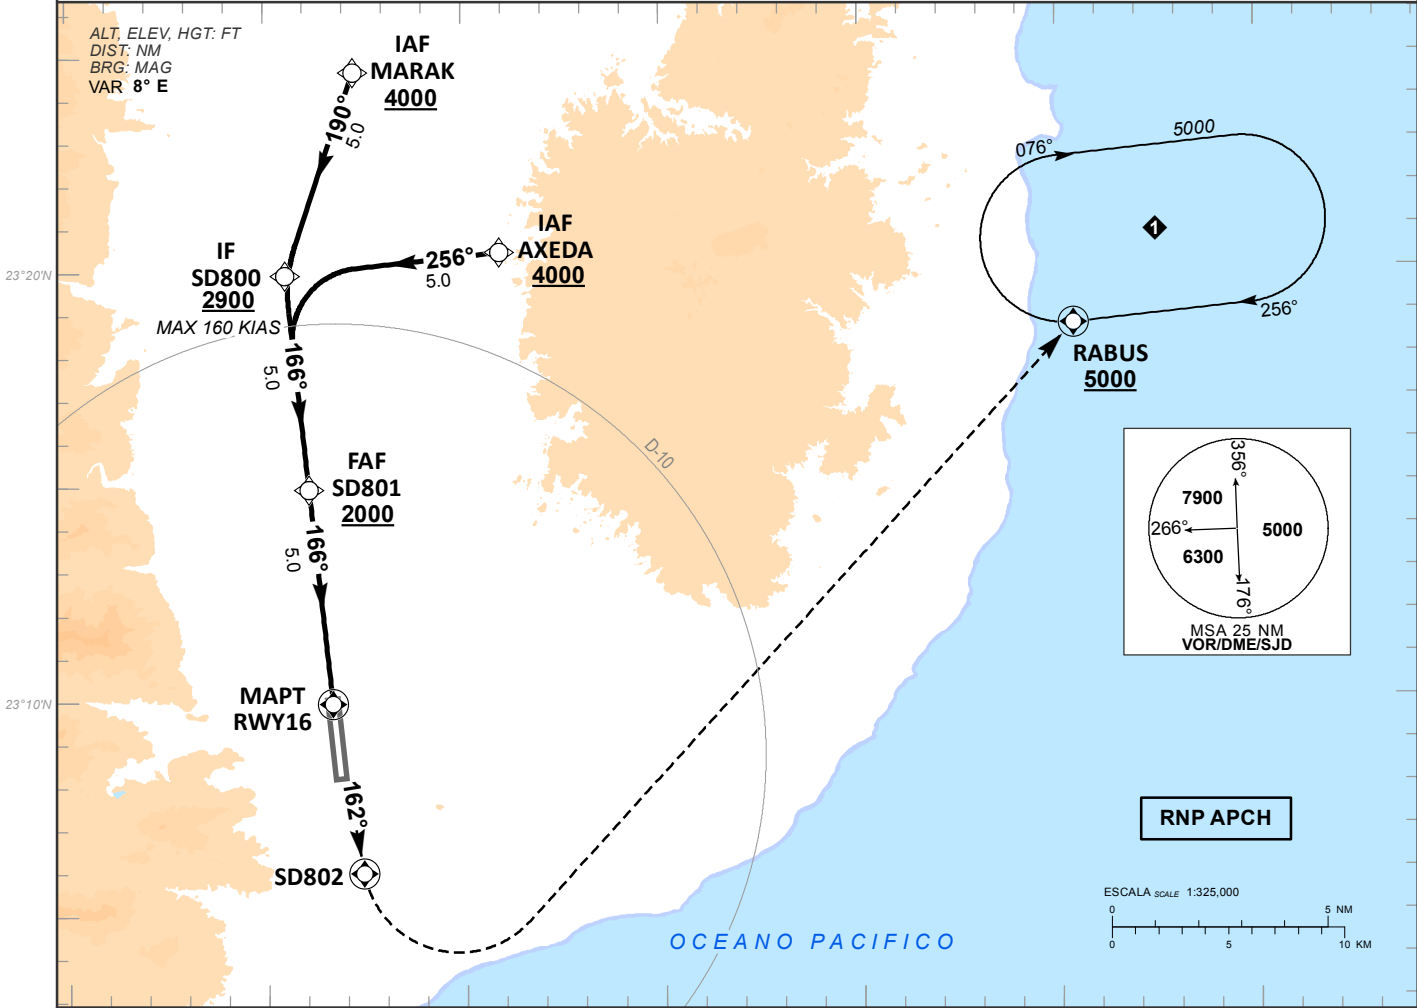 ALT, ELEV, HGT: FT
DIST: NM
BRG: MAG
VAR 8° E
IAF
MARAK
4000
190°
5.0
IAF
AXEDA
4000
256°
5.0
IF
SD800
2900
MAX 160 KIAS
166°
5.0
FAF
SD801
2000
166°
5.0
MAPT
RWY16
162°
SD802
D-10
076°
5000
1
256°
RABUS
5000
356°
7900
266°
5000
6300
176°
MSA 25 NM
VOR/DME/SJD
23°20'N
23°10'N
RNP APCH
ESCALA SCALE 1:325,000
0 5 NM
0 5 10 KM
OCEANO PACIFICO